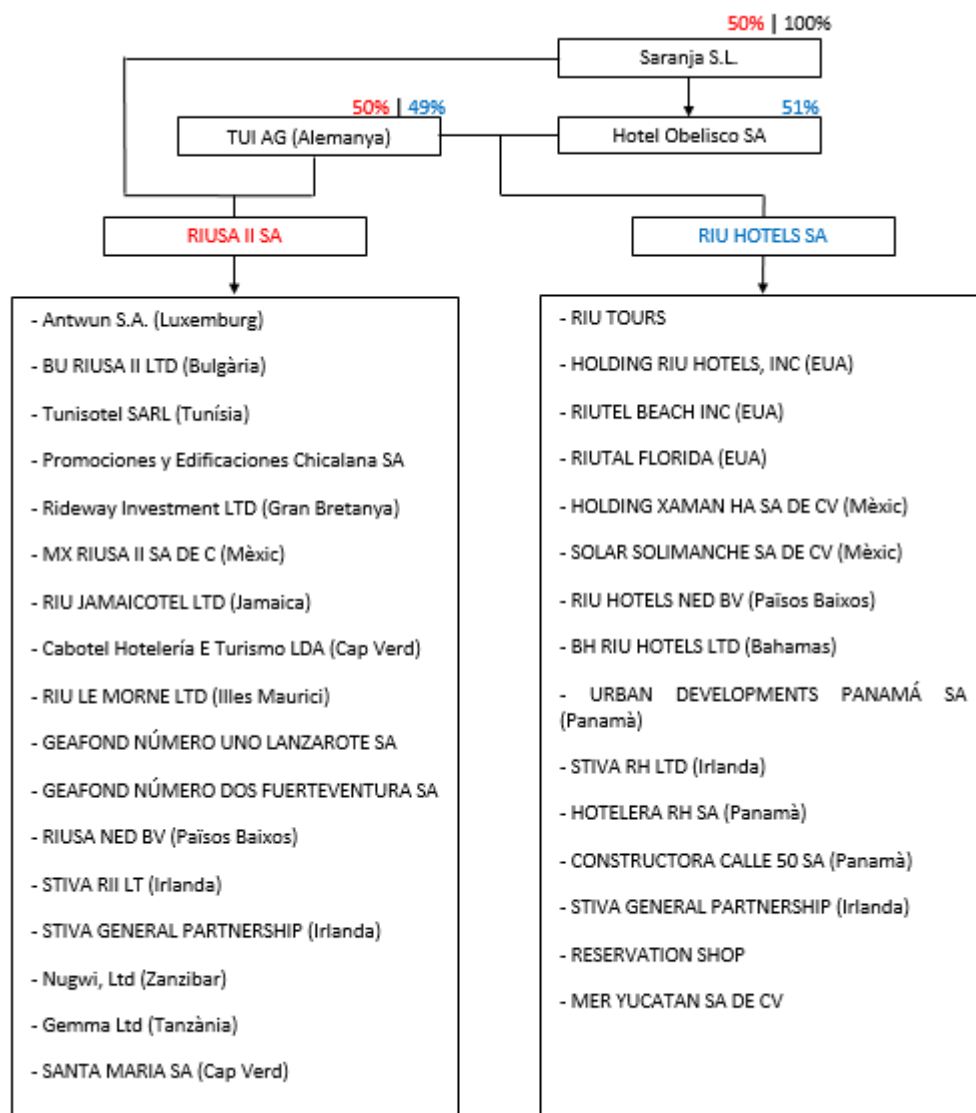 50% | 100%
Saranja S.L.
50% | 49%
51%
TUI AG (Alemanya)
Hotel Obelisco SA
RIUSA II SA
RIU HOTELS SA
- Antwun S.A. (Luxemburg)
- BU RIUSA II LTD (Bulgària)
- Tunisotel SARL (Tunísia)
- Promociones y Edificaciones Chicalana SA
- Rideway Investment LTD (Gran Bretanya)
- MX RIUSA II SA DE C (Mèxic)
- RIU JAMAICOTEL LTD (Jamaica)
- Cabotel Hotelería E Turismo LDA (Cap Verd)
- RIU LE MORNE LTD (Illes Maurici)
- GEAFOND NÚMERO UNO LANZAROTE SA
- GEAFOND NÚMERO DOS FUERTEVENTURA SA
- RIUSA NED BV (Països Baixos)
- STIVA RII LT (Irlanda)
- STIVA GENERAL PARTNERSHIP (Irlanda)
- Nugwi, Ltd (Zanzibar)
- Gemma Ltd (Tanzània)
- SANTA MARIA SA (Cap Verd)
- RIU TOURS
- HOLDING RIU HOTELS, INC (EUA)
- RIUTEL BEACH INC (EUA)
- RIUTAL FLORIDA (EUA)
- HOLDING XAMAN HA SA DE CV (Mèxic)
- SOLAR SOLIMANCHE SA DE CV (Mèxic)
- RIU HOTELS NED BV (Països Baixos)
- BH RIU HOTELS LTD (Bahamas)
- URBAN DEVELOPMENTS PANAMÁ SA
(Panamà)
- STIVA RH LTD (Irlanda)
- HOTELERA RH SA (Panamà)
- CONSTRUCTORA CALLE 50 SA (Panamà)
- STIVA GENERAL PARTNERSHIP (Irlanda)
- RESERVATION SHOP
- MER YUCATAN SA DE CV